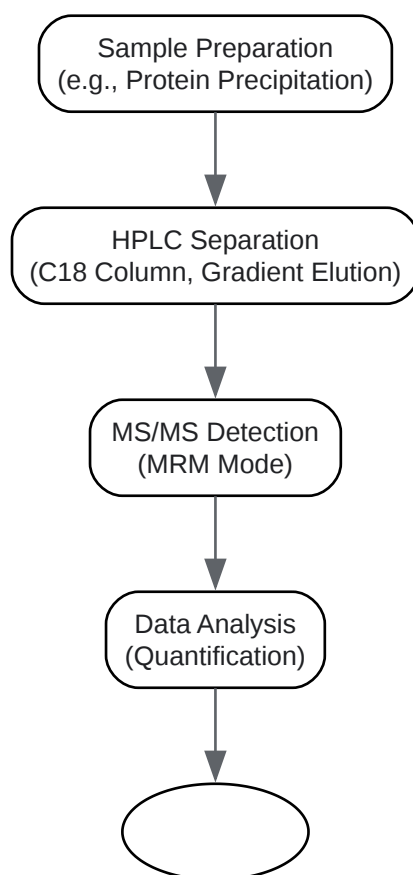 Sample Preparation
(e.g., Protein Precipitation)
HPLC Separation
(C18 Column, Gradient Elution)
MS/MS Detection
(MRM Mode)
Data Analysis
(Quantification)